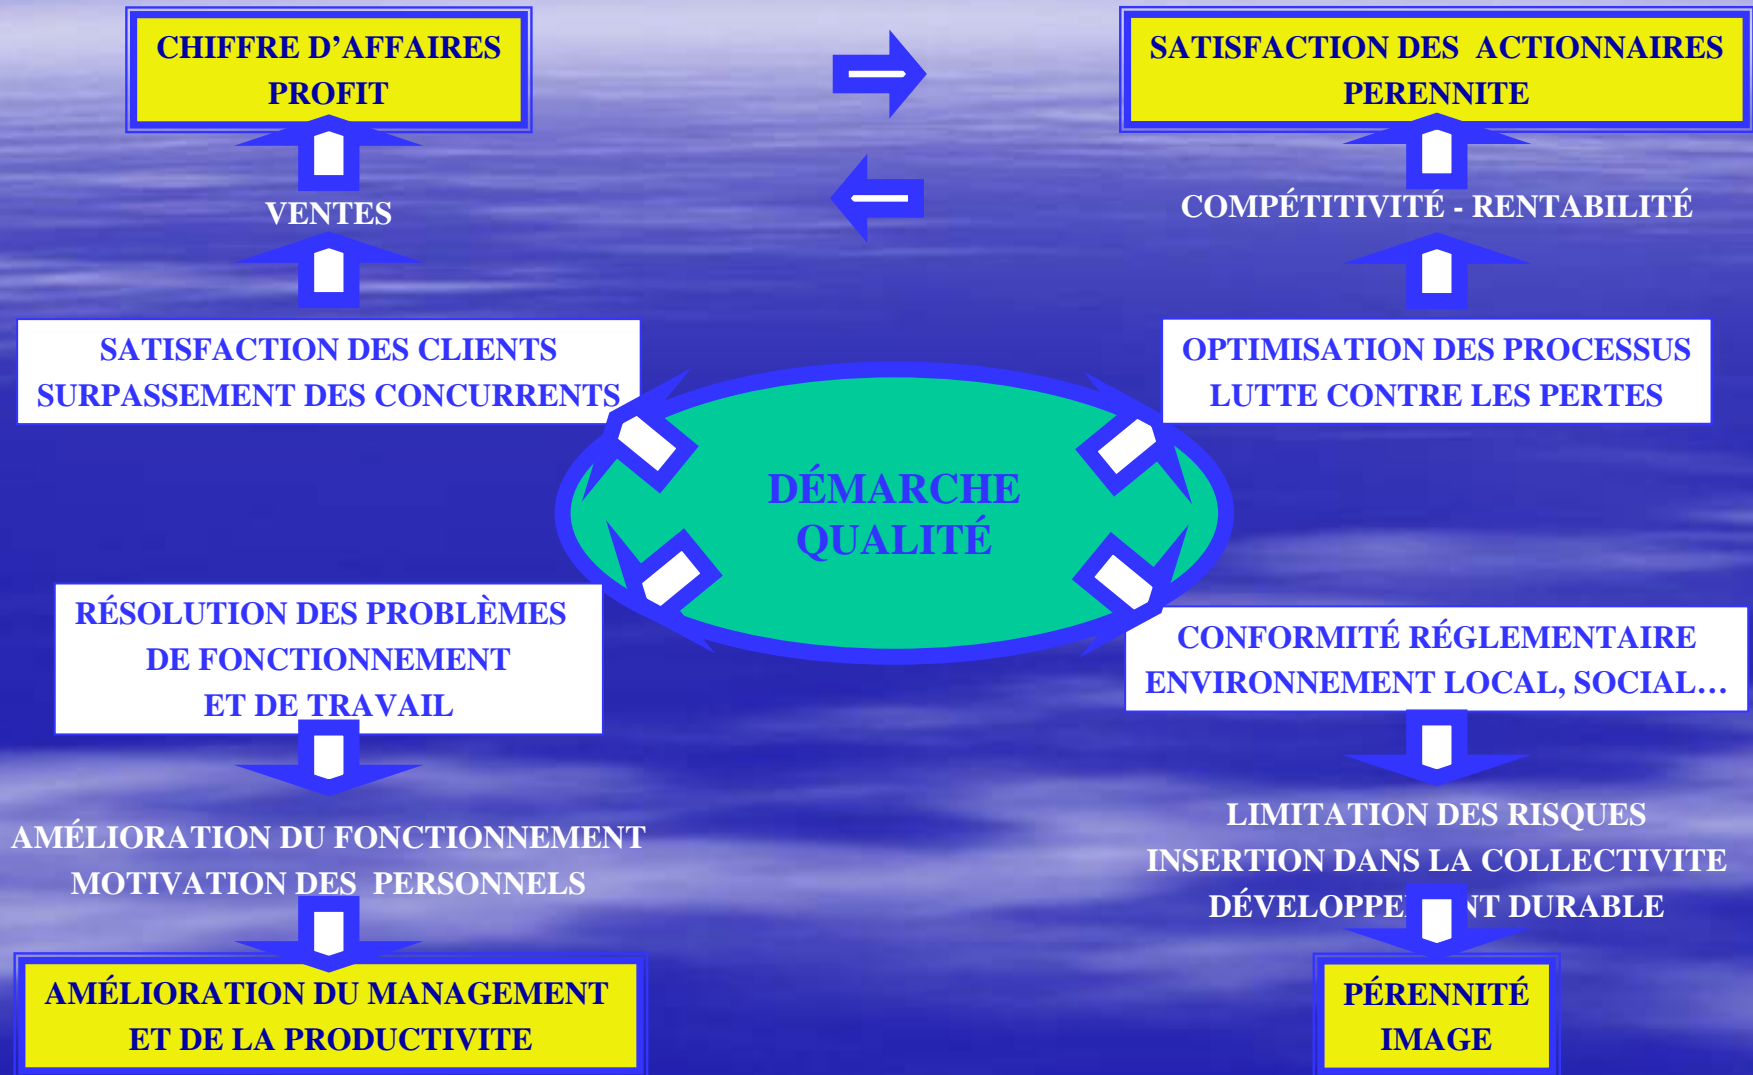 CHIFFRE D'AFFAIRES
PROFIT
SATISFACTION DES ACTIONNAIRES
PERENNITE
VENTES
COMPÉTITIVITÉ - RENTABILITÉ
SATISFACTION DES CLIENTS
SURPASSEMENT DES CONCURRENTS
OPTIMISATION DES PROCESSUS
LUTTE CONTRE LES PERTES
DÉMARCHE
QUALITÉ
RÉSOLUTION DES PROBLÈMES
DE FONCTIONNEMENT
ET DE TRAVAIL
CONFORMITÉ RÉGLEMENTAIRE
ENVIRONNEMENT LOCAL, SOCIAL…
AMÉLIORATION DU FONCTIONNEMENT
MOTIVATION DES PERSONNELS
LIMITATION DES RISQUES
INSERTION DANS LA COLLECTIVITE
DURABLE
AMÉLIORATION DU MANAGEMENT
ET DE LA PRODUCTIVITE
PÉRENNITÉ
IMAGE